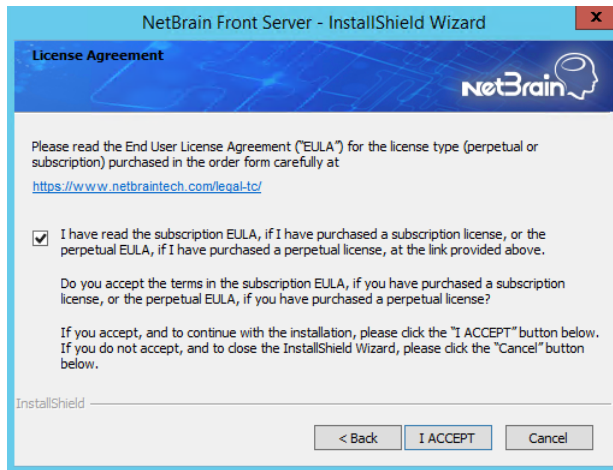 NetBrain Front Server - InstallShield Wizard
x
License Agreement
NetBrain
Please read the End User License Agreement ("EULA") for the license type (perpetual or
subscription) purchased in the order form carefully at
https://www.netbraintech.com/legal-tc/
I have read the subscription EULA, if I have purchased a subscription license, or the
perpetual EULA, if I have purchased a perpetual license, at the link provided above.
Do you accept the terms in the subscription EULA, if you have purchased a subscription
license, or the perpetual EULA, if you have purchased a perpetual license?
If you accept, and to continue with the installation, please click the "I ACCEPT" button below.
If you do not accept, and to close the InstallShield Wizard, please click the "Cancel" button
below.
InstallShield
< Back I ACCEPT Cancel